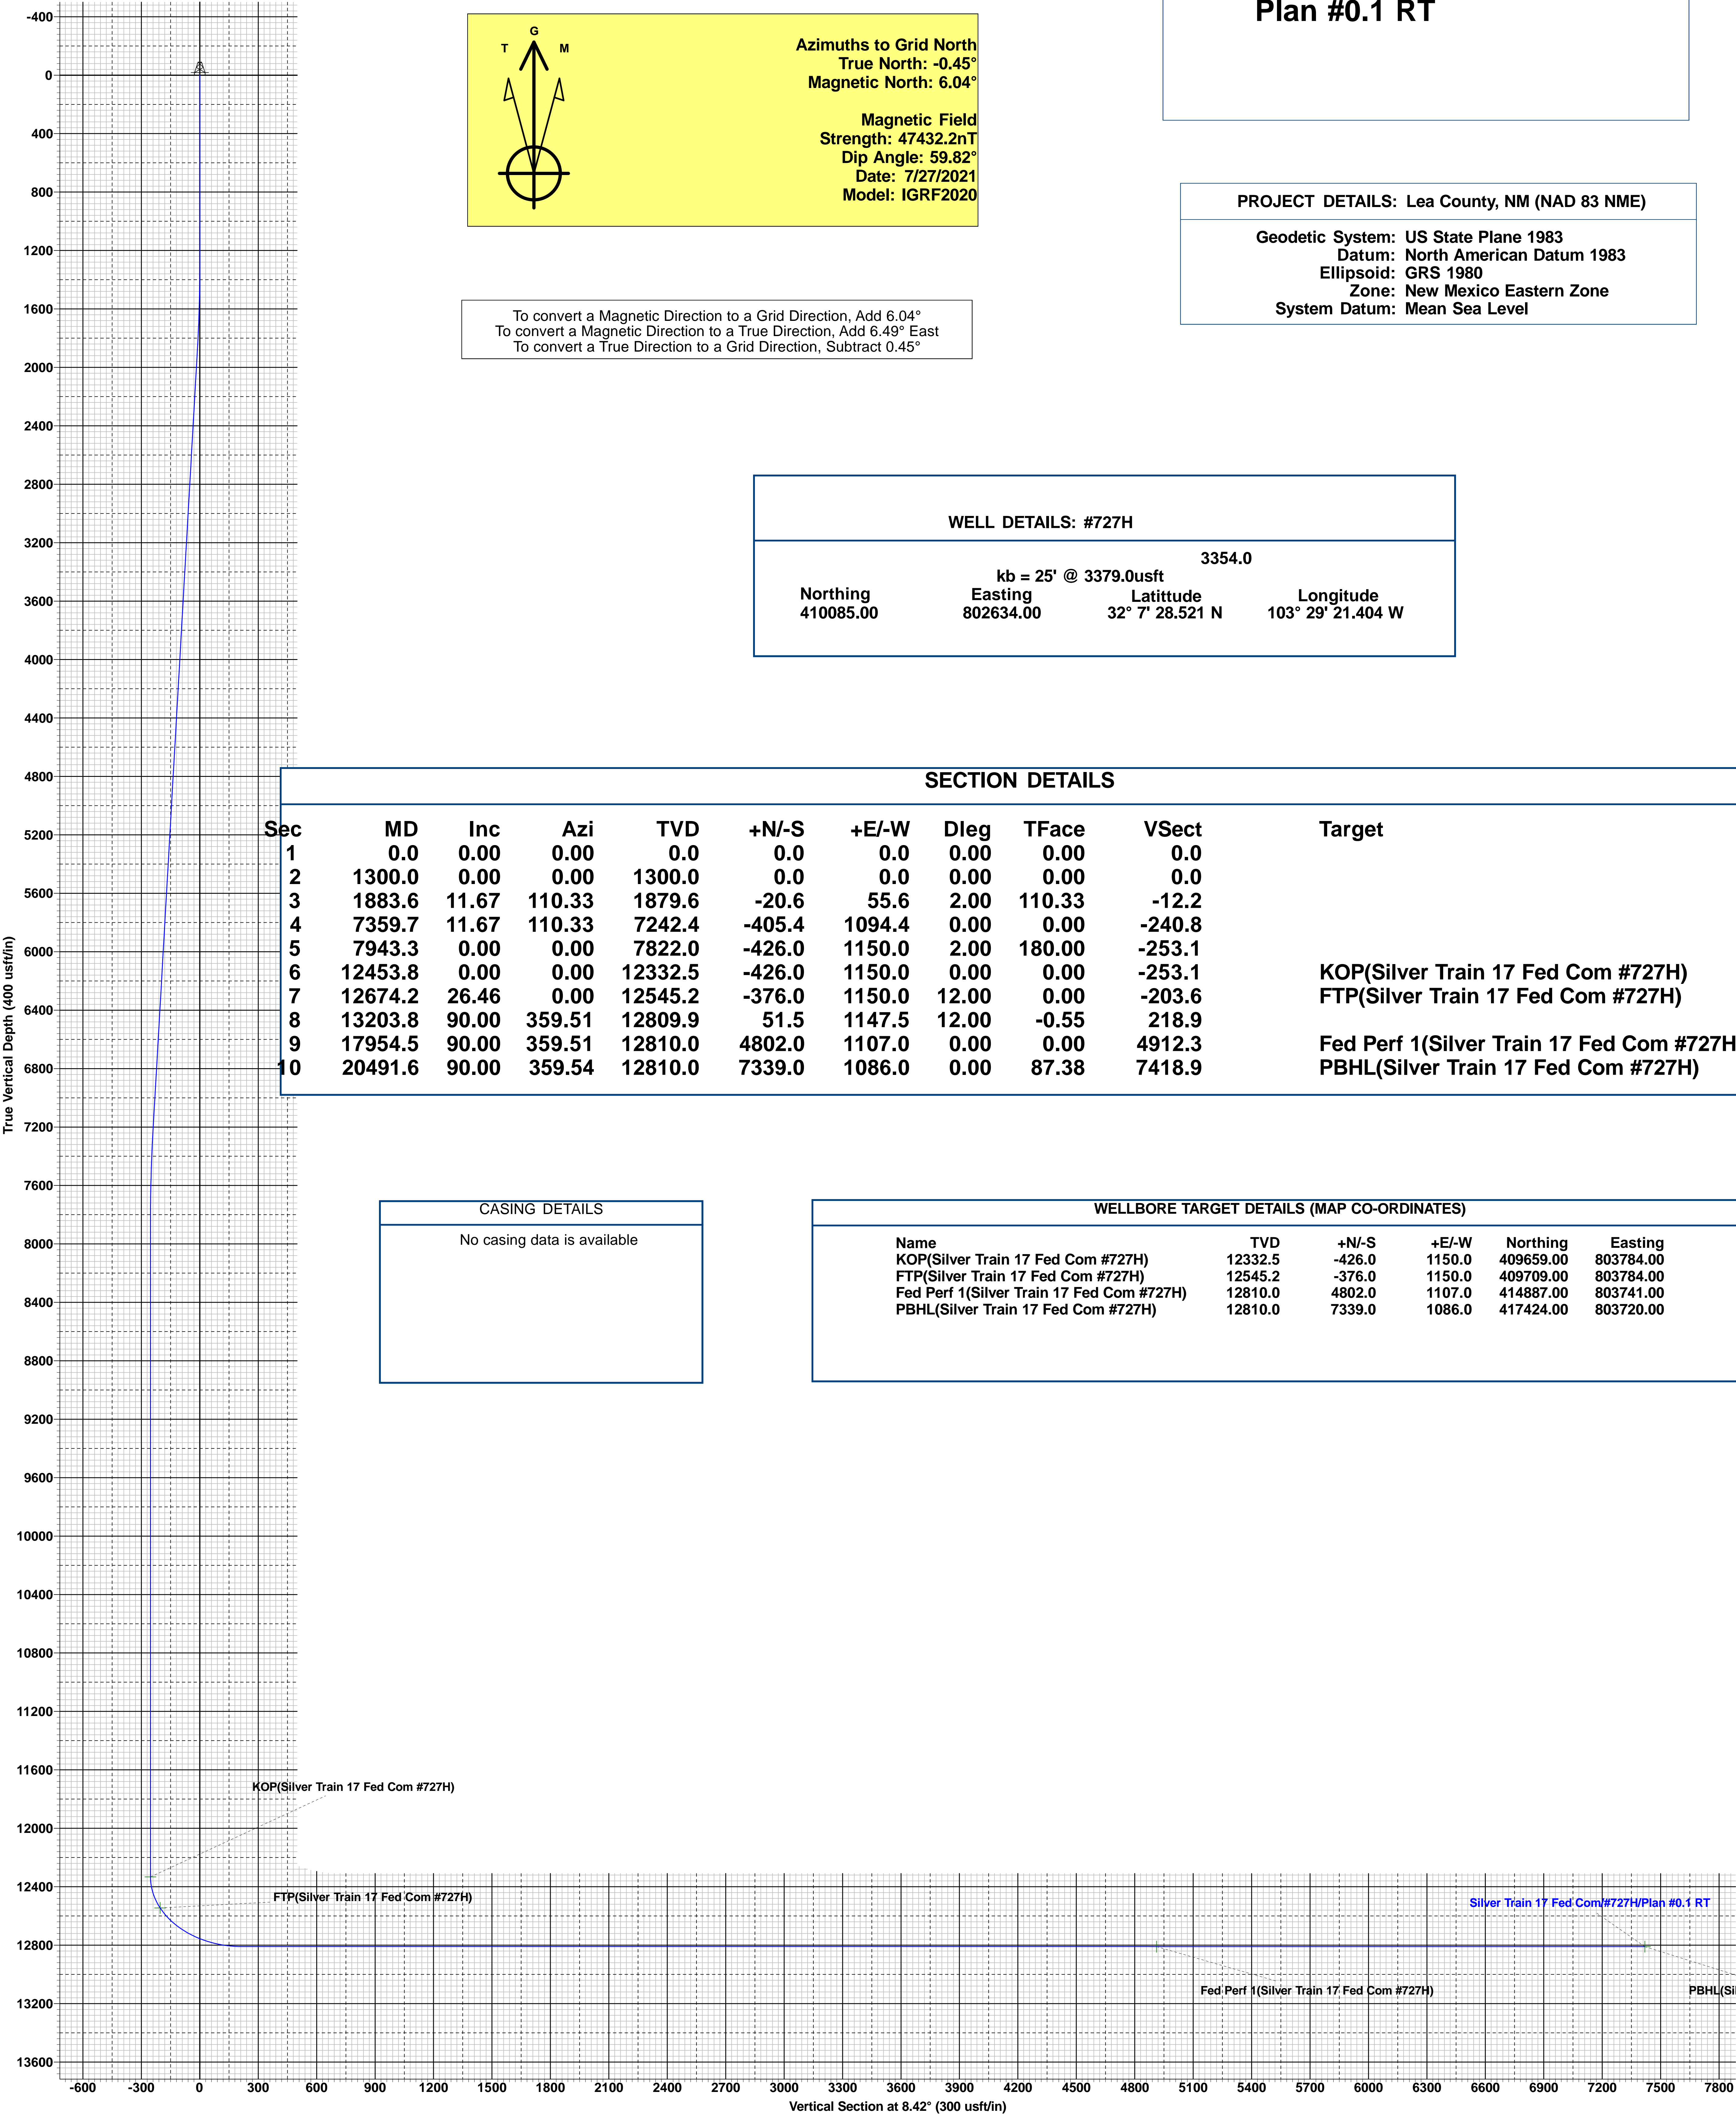 Plan #0.1 RT
T G M
Azimuths to Grid North
True North: -0.45°
Magnetic North: 6.04°
Magnetic Field
Strength: 47432.2nT
Dip Angle: 59.82°
Date: 7/27/2021
Model: IGRF2020
PROJECT DETAILS: Lea County, NM (NAD 83 NME)
Geodetic System: US State Plane 1983
Datum: North American Datum 1983
Ellipsoid: GRS 1980
Zone: New Mexico Eastern Zone
System Datum: Mean Sea Level
To convert a Magnetic Direction to a Grid Direction, Add 6.04°
To convert a Magnetic Direction to a True Direction, Add 6.49° East
To convert a True Direction to a Grid Direction, Subtract 0.45°
WELL DETAILS: #727H
3354.0
kb = 25' @ 3379.0usft
Northing Easting Latittude Longitude
410085.00 802634.00 32° 7' 28.521 N 103° 29' 21.404 W
SECTION DETAILS
Sec MD Inc Azi TVD +N/-S +E/-W Dleg TFace VSect Target
1 0.0 0.00 0.00 0.0 0.0 0.0 0.00 0.00 0.0
2 1300.0 0.00 0.00 1300.0 0.0 0.0 0.00 0.00 0.0
3 1883.6 11.67 110.33 1879.6 -20.6 55.6 2.00 110.33 -12.2
4 7359.7 11.67 110.33 7242.4 -405.4 1094.4 0.00 0.00 -240.8
5 7943.3 0.00 0.00 7822.0 -426.0 1150.0 2.00 180.00 -253.1
6 12453.8 0.00 0.00 12332.5 -426.0 1150.0 0.00 0.00 -253.1 KOP(Silver Train 17 Fed Com #727H)
7 12674.2 26.46 0.00 12545.2 -376.0 1150.0 12.00 0.00 -203.6 FTP(Silver Train 17 Fed Com #727H)
8 13203.8 90.00 359.51 12809.9 51.5 1147.5 12.00 -0.55 218.9
9 17954.5 90.00 359.51 12810.0 4802.0 1107.0 0.00 0.00 4912.3 Fed Perf 1(Silver Train 17 Fed Com #727H
10 20491.6 90.00 359.54 12810.0 7339.0 1086.0 0.00 87.38 7418.9 PBHL(Silver Train 17 Fed Com #727H)
CASING DETAILS
No casing data is available
WELLBORE TARGET DETAILS (MAP CO-ORDINATES)
Name TVD +N/-S +E/-W Northing Easting
KOP(Silver Train 17 Fed Com #727H) 12332.5 -426.0 1150.0 409659.00 803784.00
FTP(Silver Train 17 Fed Com #727H) 12545.2 -376.0 1150.0 409709.00 803784.00
Fed Perf 1(Silver Train 17 Fed Com #727H) 12810.0 4802.0 1107.0 414887.00 803741.00
PBHL(Silver Train 17 Fed Com #727H) 12810.0 7339.0 1086.0 417424.00 803720.00
True Vertical Depth (400 usft/in)
-400
0
400
800
1200
1600
2000
2400
2800
3200
3600
4000
4400
4800
5200
5600
6000
6400
6800
7200
7600
8000
8400
8800
9200
9600
10000
10400
10800
11200
11600
12000
12400
12800
13200
13600
KOP(Silver Train 17 Fed Com #727H)
FTP(Silver Train 17 Fed Com #727H)
Silver Train 17 Fed Com/#727H/Plan #0.1 RT
Fed Perf 1(Silver Train 17 Fed Com #727H)
PBHL(Sil
-600 -300 0 300 600 900 1200 1500 1800 2100 2400 2700 3000 3300 3600 3900 4200 4500 4800 5100 5400 5700 6000 6300 6600 6900 7200 7500 7800
Vertical Section at 8.42° (300 usft/in)